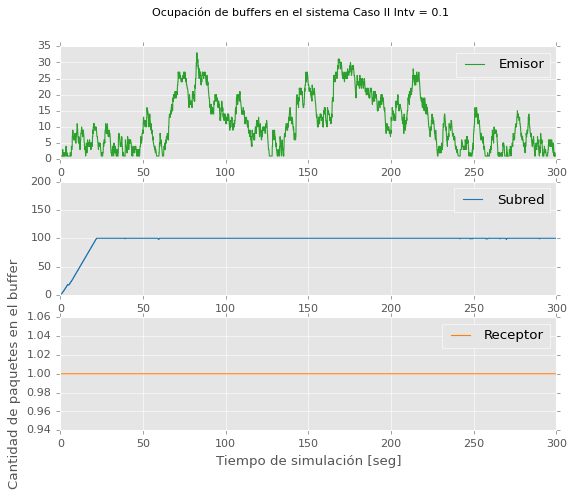 Ocupación de buffers en el sistema Caso II Intv = 0.1
35
30
25
20
15
10
5
0
Emisor
0 50 100 150 200 250 300
200
150
100
50
0
Subred
0 50 100 150 200 250 300
1.06
1.04
1.02
1.00
0.98
0.96
0.94
Receptor
0 50 100 150 200 250 300
Tiempo de simulación [seg]
Cantidad de paquetes en el buffer